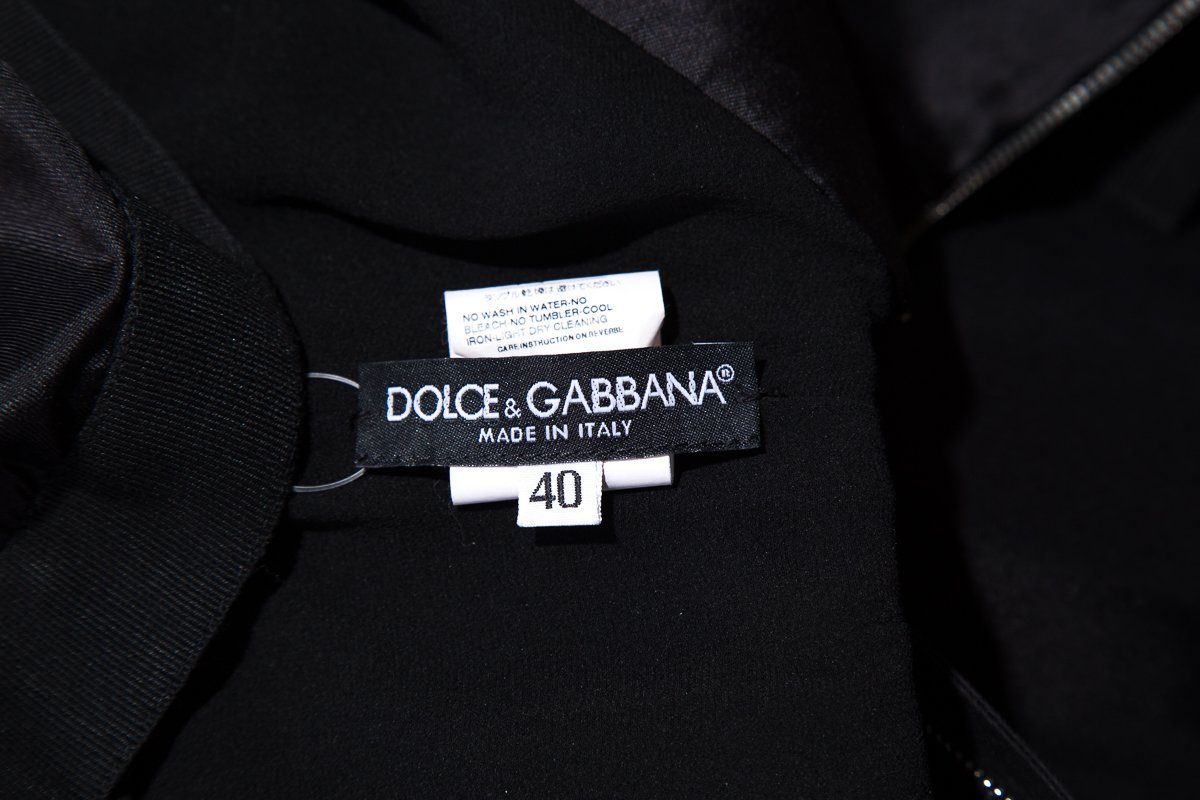 NO WASH IN WATER-NO
BLEACH-NO TUMBLER-COOL
IRON-LIGHT DRY CLEANING
CARE INSTRUCTION ON REVERSE
DOLCE & GABBANA®
MADE IN ITALY
40